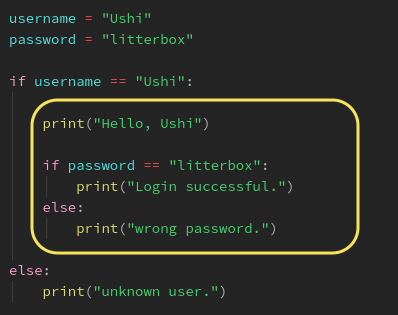 username = "Ushi"
password = "litterbox"
if username == "Ushi":
print("Hello, Ushi")
if password == "litterbox":
print("Login successful.")
else:
print("wrong password.")
else:
print("unknown user.")